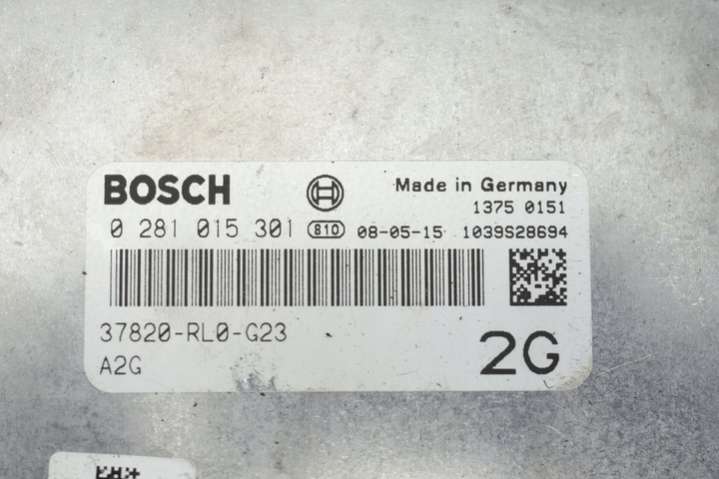 BOSCH
Made in Germany
1375 0151
0 281 015 301 810 08-05-15 1039S28694
37820-RL0-G23
A2G
2G